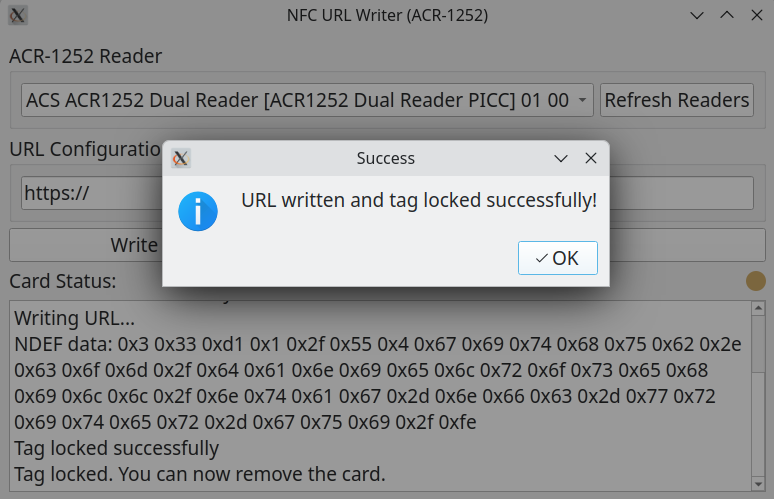 NFC URL Writer (ACR-1252)
ACR-1252 Reader
ACS ACR1252 Dual Reader [ACR1252 Dual Reader PICC] 01 00
Refresh Readers
URL Configuratio
https://
Success
URL written and tag locked successfully!
OK
Write
Card Status:
Writing URL...
NDEF data: 0x3 0x33 0xd1 0x1 0x2f 0x55 0x4 0x67 0x69 0x74 0x68 0x75 0x62 0x2e
0x63 0x6f 0x6d 0x2f 0x64 0x61 0x6e 0x69 0x65 0x6c 0x72 0x6f 0x73 0x65 0x68
0x69 0x6c 0x6c 0x2f 0x6e 0x74 0x61 0x67 0x2d 0x6e 0x66 0x63 0x2d 0x77 0x72
0x69 0x74 0x65 0x72 0x2d 0x67 0x75 0x69 0x2f 0xfe
Tag locked successfully
Tag locked. You can now remove the card.